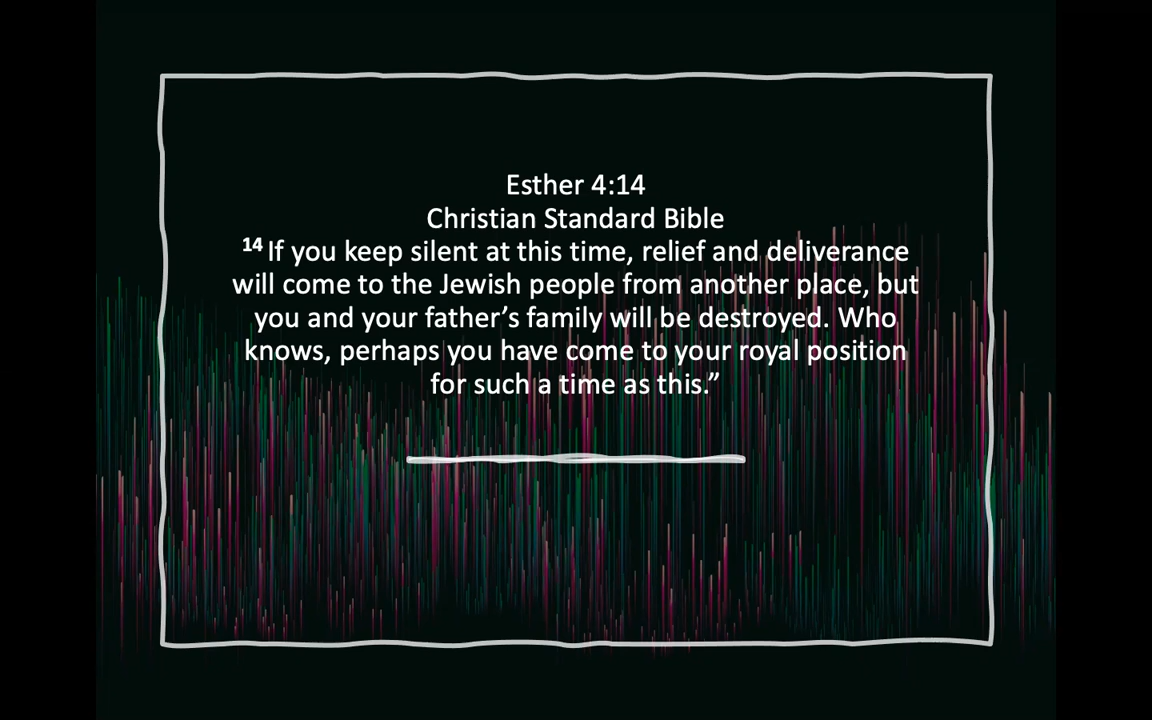 Esther 4:14
Christian Standard Bible
14 If you keep silent at this time, relief and deliverance
will come to the Jewish people from another place, but
you and your father’s family will be destroyed. Who
knows, perhaps you have come to your royal position
for such a time as this.”